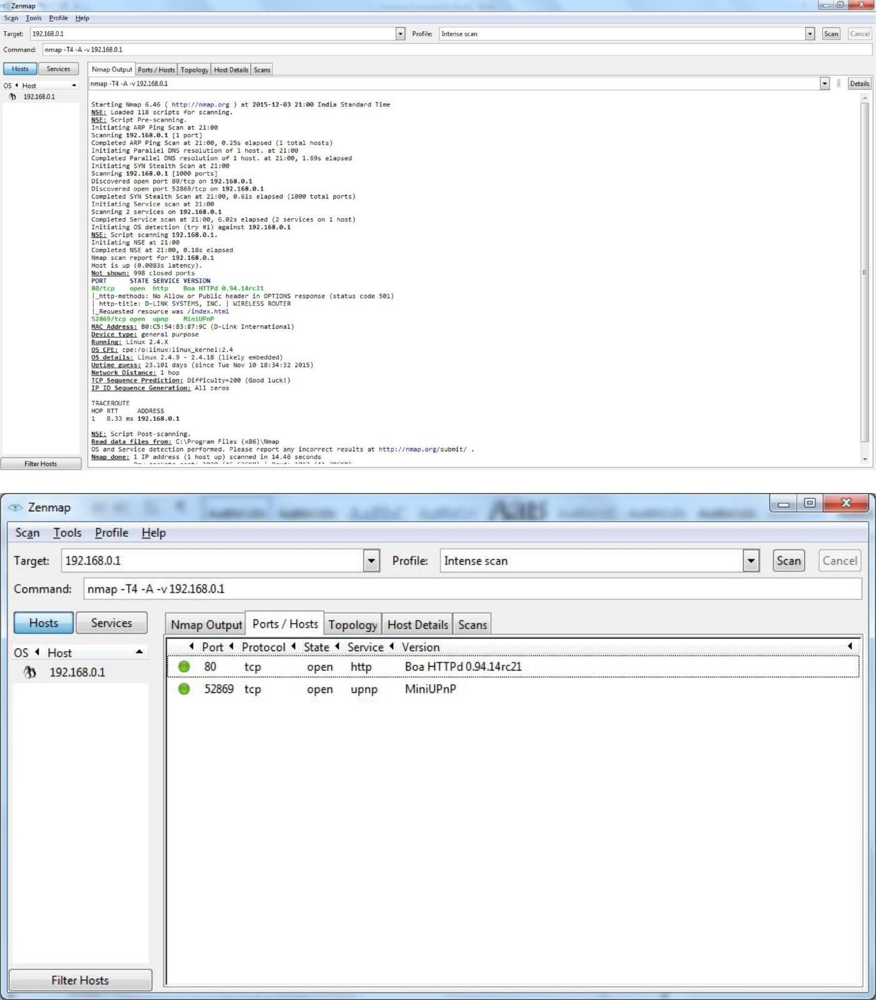 Zenmap
Scan Tools Profile Help
Target: 192.168.0.1 Profile: Intense scan Scan Cancel
Command: nmap -T4 -A -v 192.168.0.1
Hosts Services Nmap Output Ports / Hosts Topology Host Details Scans
OS Host nmap -T4 -A -v 192.168.0.1 Details
192.168.0.1
Starting Nmap 6.46 ( http://nmap.org ) at 2015-12-03 21:00 India Standard Time
NSE: Loaded 118 scripts for scanning.
NSE: Script Pre-scanning.
Initiating ARP Ping Scan at 21:00
Scanning 192.168.0.1 [1 port]
Completed ARP Ping Scan at 21:00, 0.25s elapsed (1 total hosts)
Initiating Parallel DNS resolution of 1 host. at 21:00
Completed Parallel DNS resolution of 1 host. at 21:00, 1.69s elapsed
Initiating SYN Stealth Scan at 21:00
Scanning 192.168.0.1 [1000 ports]
Discovered open port 80/tcp on 192.168.0.1
Discovered open port 52869/tcp on 192.168.0.1
Completed SYN Stealth Scan at 21:00, 0.61s elapsed (1000 total ports)
Initiating Service scan at 21:00
Scanning 2 services on 192.168.0.1
Completed Service scan at 21:00, 6.02s elapsed (2 services on 1 host)
Initiating OS detection (try #1) against 192.168.0.1
NSE: Script scanning 192.168.0.1.
Initiating NSE at 21:00
Completed NSE at 21:00, 0.18s elapsed
Nmap scan report for 192.168.0.1
Host is up (0.0083s latency).
Not shown: 998 closed ports
PORT STATE SERVICE VERSION
80/tcp open http Boa HTTPd 0.94.14rc21
|_http-methods: No Allow or Public header in OPTIONS response (status code 501)
| http-title: D-LINK SYSTEMS, INC. | WIRELESS ROUTER
|_Requested resource was /index.html
52869/tcp open upnp MiniUPnP
MAC Address: B0:C5:54:83:87:9C (D-Link International)
Device type: general purpose
Running: Linux 2.4.X
OS CPE: cpe:/o:linux:linux_kernel:2.4
OS details: Linux 2.4.9 - 2.4.18 (likely embedded)
Uptime guess: 23.101 days (since Tue Nov 10 18:34:32 2015)
Network Distance: 1 hop
TCP Sequence Prediction: Difficulty=200 (Good luck!)
IP ID Sequence Generation: All zeros
TRACEROUTE
HOP RTT ADDRESS
1 8.33 ms 192.168.0.1
NSE: Script Post-scanning.
Read data files from: C:\Program Files (x86)\Nmap
OS and Service detection performed. Please report any incorrect results at http://nmap.org/submit/ .
Nmap done: 1 IP address (1 host up) scanned in 14.46 seconds
Filter Hosts
Zenmap
Scan Tools Profile Help
Target: 192.168.0.1 Profile: Intense scan Scan Cancel
Command: nmap -T4 -A -v 192.168.0.1
Hosts Services Nmap Output Ports / Hosts Topology Host Details Scans
OS Host Port Protocol State Service Version
192.168.0.1 80 tcp open http Boa HTTPd 0.94.14rc21
52869 tcp open upnp MiniUPnP
Filter Hosts